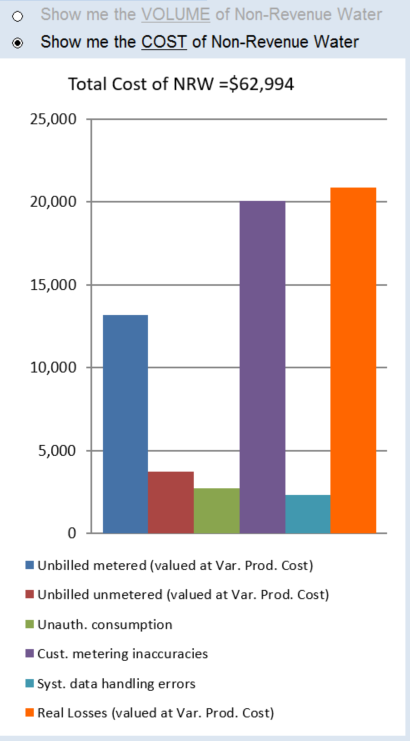 Show me the VOLUME of Non-Revenue Water
Show me the COST of Non-Revenue Water
Total Cost of NRW =$62,994
25,000
20,000
15,000
10,000
5,000
0
Unbilled metered (valued at Var. Prod. Cost)
Unbilled unmetered (valued at Var. Prod. Cost)
Unauth. consumption
Cust. metering inaccuracies
Syst. data handling errors
Real Losses (valued at Var. Prod. Cost)